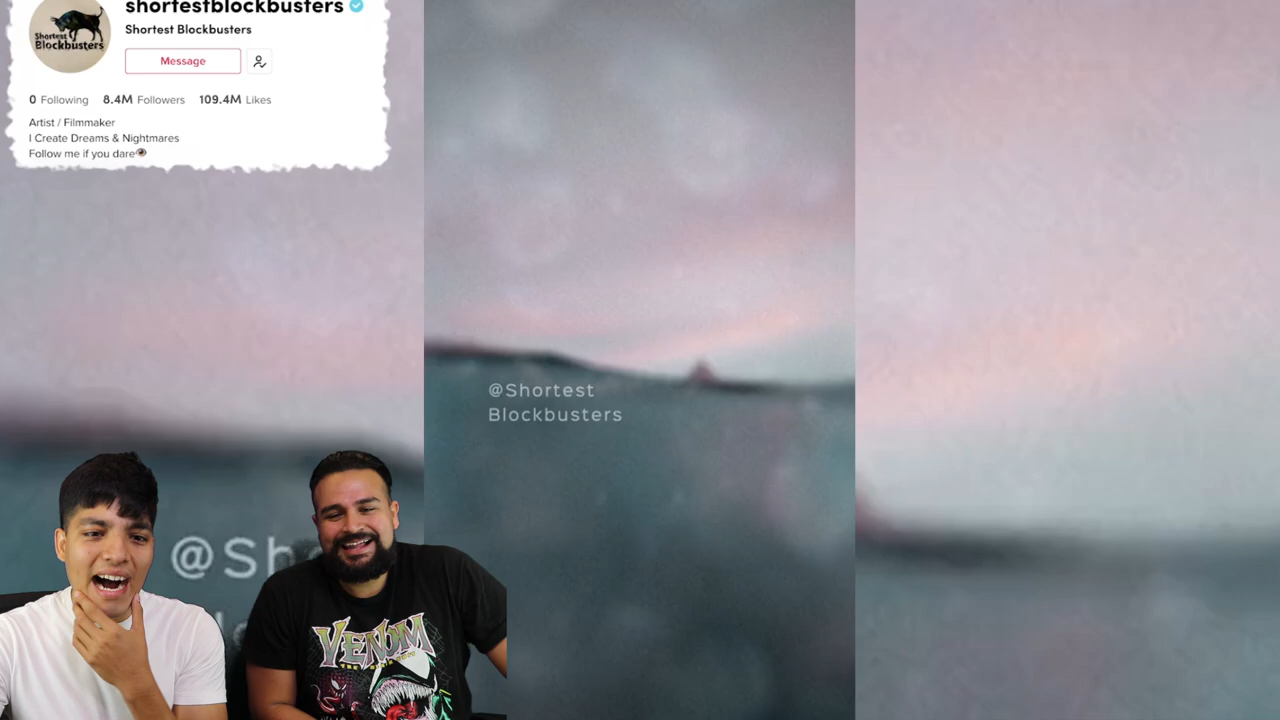 shortestblockbusters
Shortest
Blockbusters
Shortest Blockbusters
Message
0 Following 8.4M Followers 109.4M Likes
Artist / Filmmaker
I Create Dreams & Nightmares
Follow me if you dare👁
@Shortest
Blockbusters
@Sh
VENOM